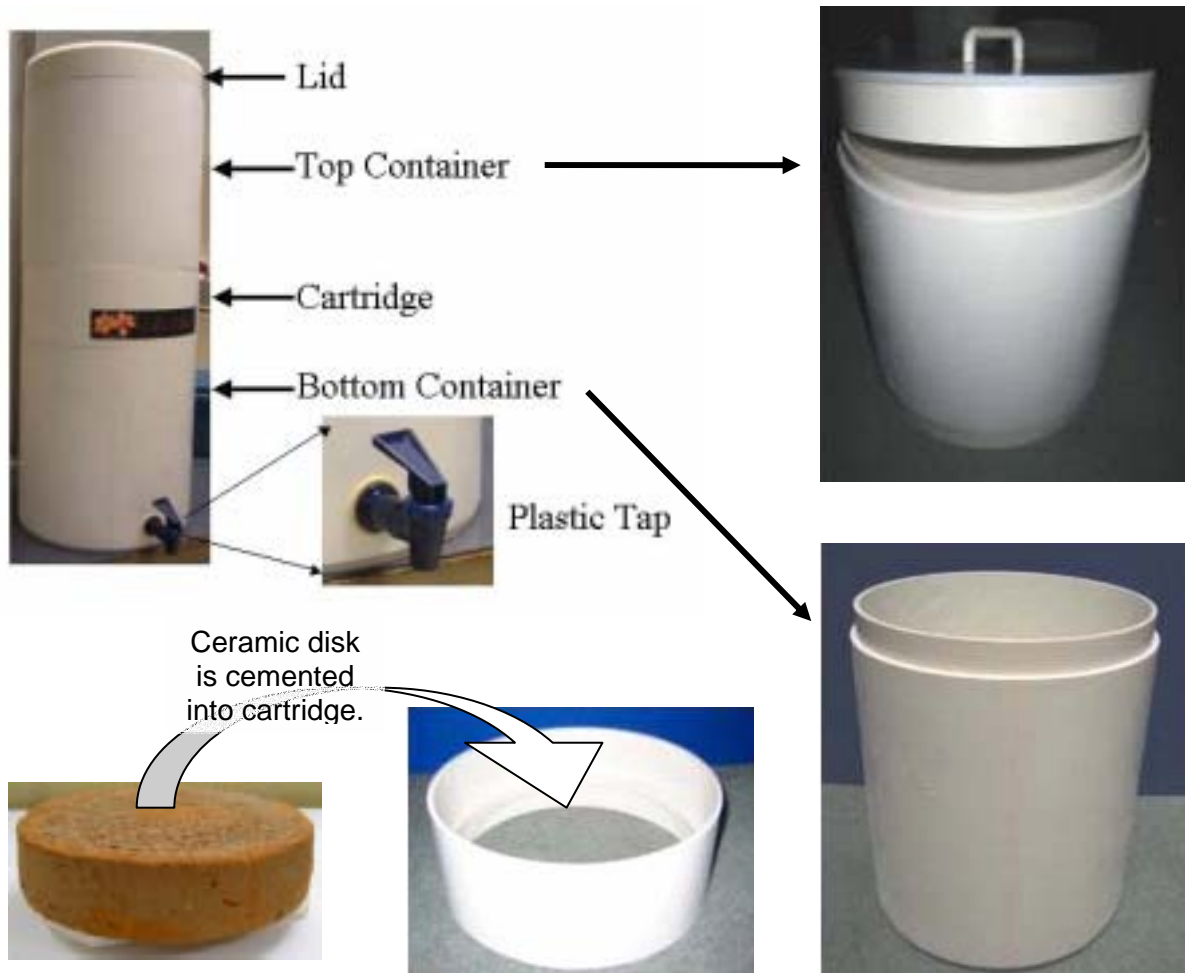 Lid
Top Container
Cartridge
Bottom Container
Plastic Tap
Ceramic disk
is cemented
into cartridge.